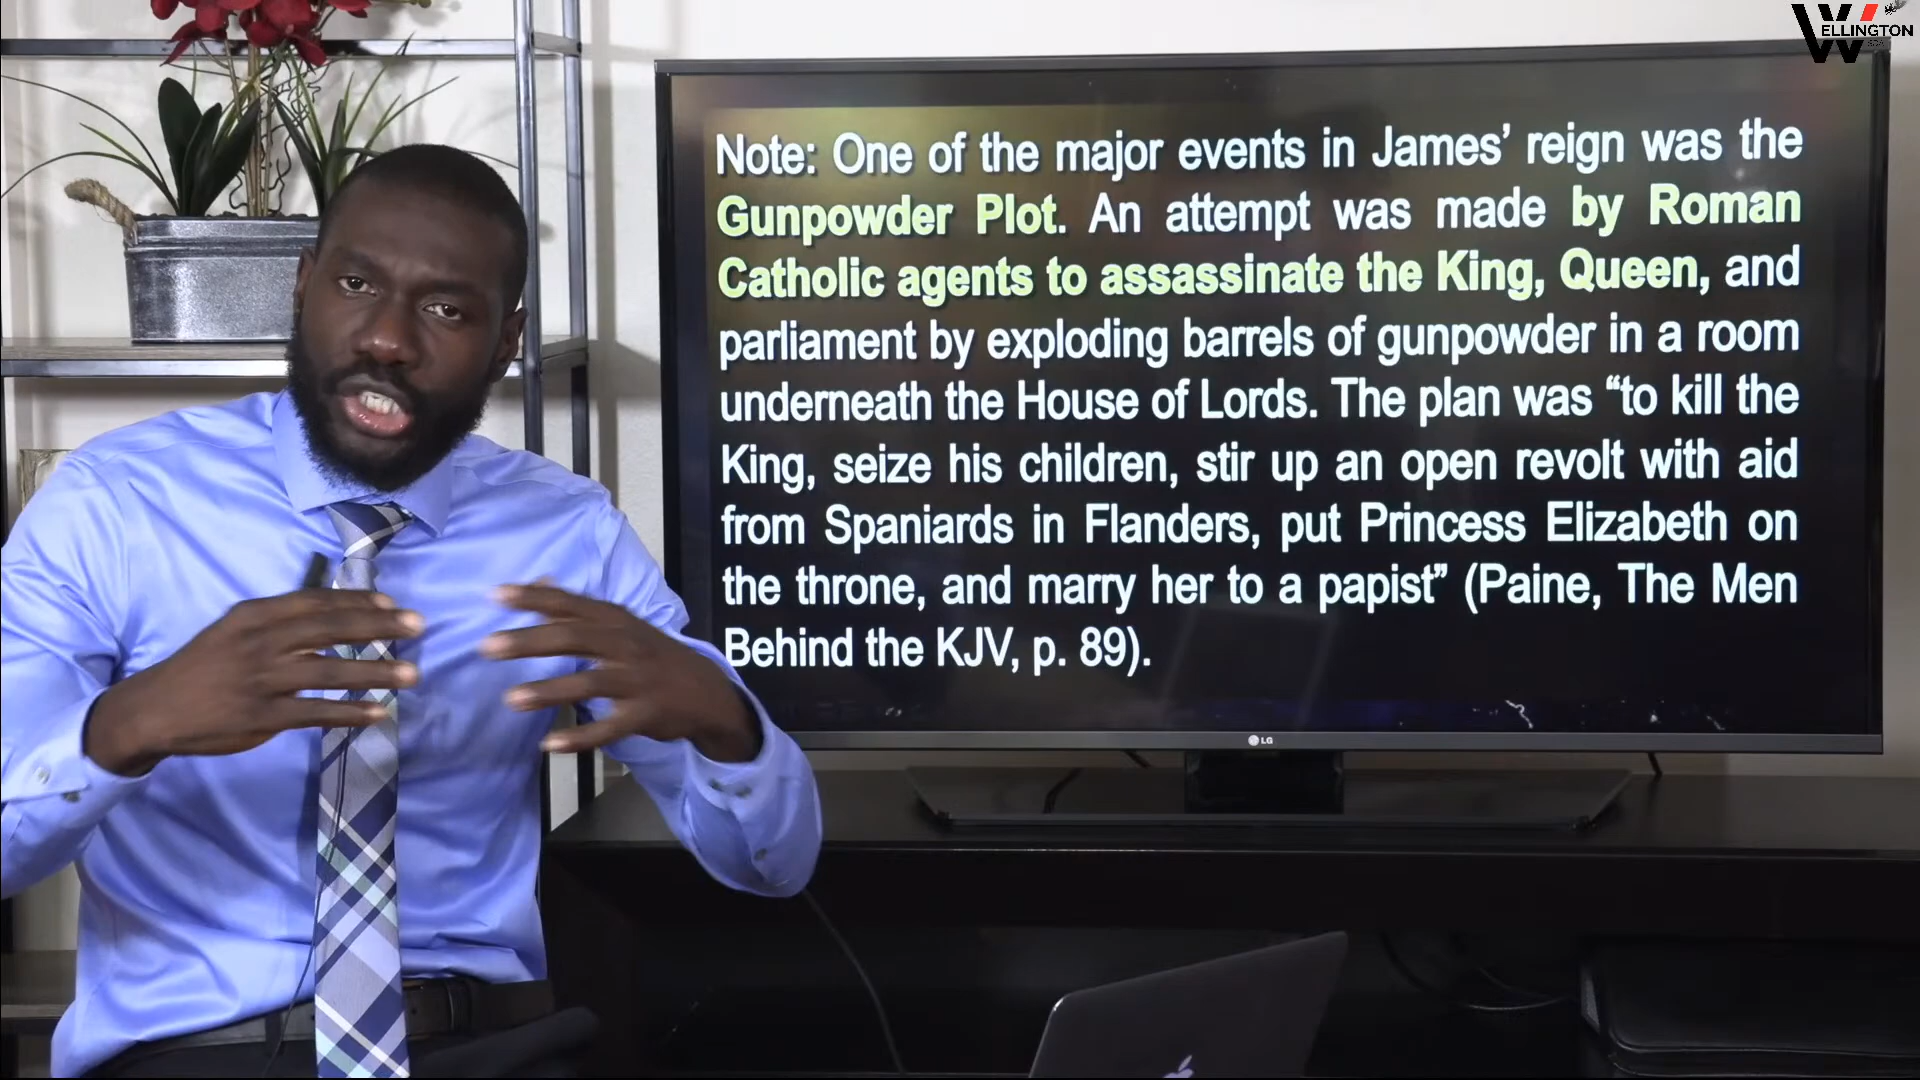 WELLINGTON
SDA
Note: One of the major events in James’ reign was the
Gunpowder Plot. An attempt was made by Roman
Catholic agents to assassinate the King, Queen, and
parliament by exploding barrels of gunpowder in a room
underneath the House of Lords. The plan was “to kill the
King, seize his children, stir up an open revolt with aid
from Spaniards in Flanders, put Princess Elizabeth on
the throne, and marry her to a papist” (Paine, The Men
Behind the KJV, p. 89).
LG